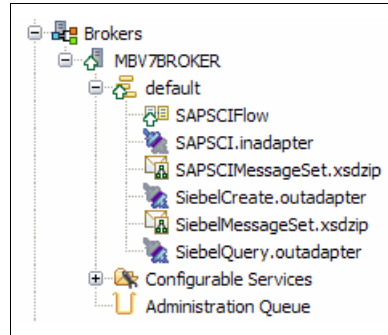 Brokers
MBV7BROKER
default
SAPSCIFlow
SAPSCI.inadapter
SAPSCIMessageSet.xsdzip
SiebelCreate.outadapter
SiebelMessageSet.xsdzip
SiebelQuery.outadapter
Configurable Services
Administration Queue